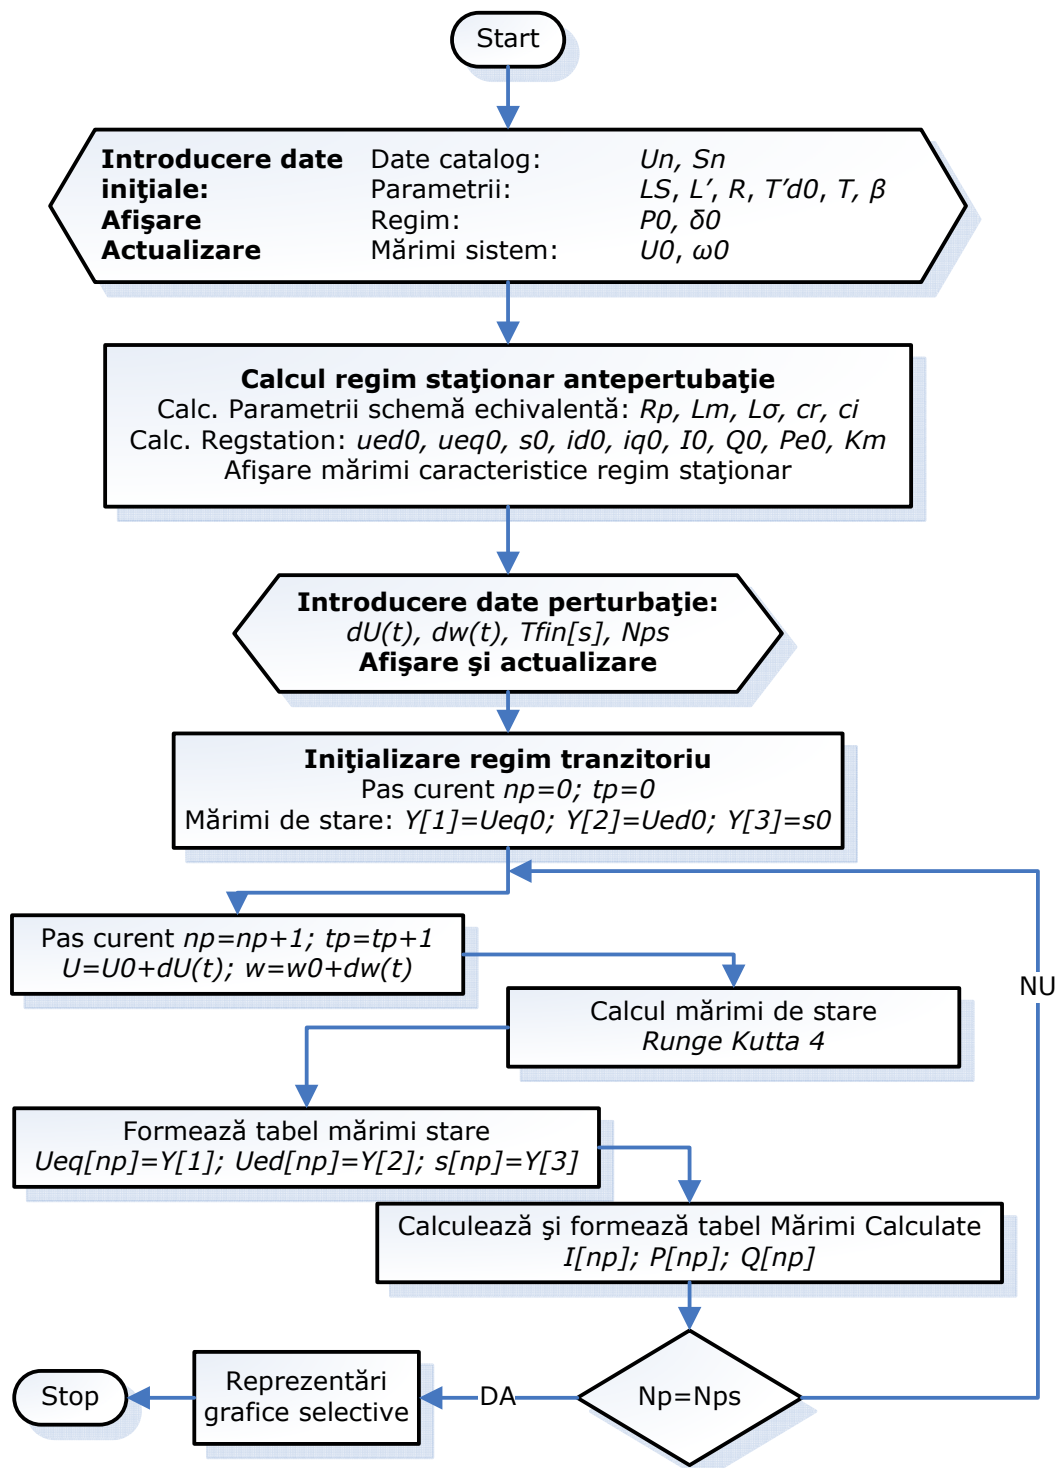 Start
Introducere date Date catalog: Un, Sn
iniţiale: Parametrii: LS, L’, R, T’d0, T, β
Afişare Regim: P0, δ0
Actualizare Mărimi sistem: U0, ω0
Calcul regim staţionar antepertubaţie
Calc. Parametrii schemă echivalentă: Rp, Lm, Lσ, cr, ci
Calc. Regstation: ued0, ueq0, s0, id0, iq0, I0, Q0, Pe0, Km
Afişare mărimi caracteristice regim staţionar
Introducere date perturbaţie:
dU(t), dw(t), Tfin[s], Nps
Afişare şi actualizare
Iniţializare regim tranzitoriu
Pas curent np=0; tp=0
Mărimi de stare: Y[1]=Ueq0; Y[2]=Ued0; Y[3]=s0
Pas curent np=np+1; tp=tp+1
U=U0+dU(t); w=w0+dw(t)
NU
Calcul mărimi de stare
Runge Kutta 4
Formează tabel mărimi stare
Ueq[np]=Y[1]; Ued[np]=Y[2]; s[np]=Y[3]
Calculează şi formează tabel Mărimi Calculate
I[np]; P[np]; Q[np]
Np=Nps
DA
Reprezentări
grafice selective
Stop